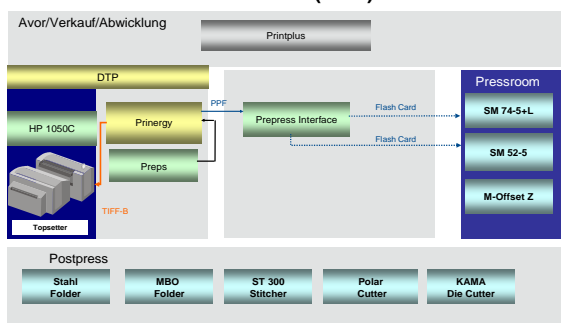 Avor/Verkauf/Abwicklung
Printplus
DTP
Pressroom
PPF
Flash Card
SM 74-5+L
HP 1050C
Prinergy
Prepress Interface
Flash Card
SM 52-5
Preps
M-Offset Z
TIFF-B
Topsetter
Postpress
Stahl
Folder
MBO
Folder
ST 300
Stitcher
Polar
Cutter
KAMA
Die Cutter